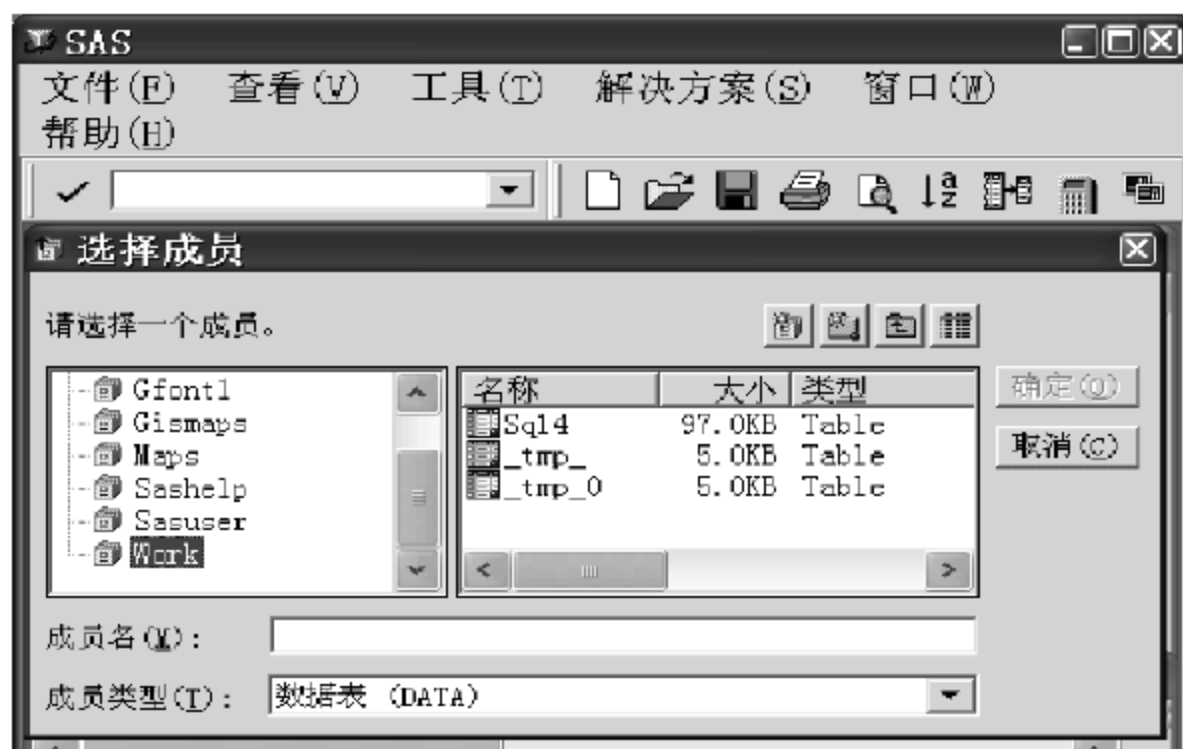 SAS
文件(F) 查看(V) 工具(T) 解决方案(S) 窗口(W)
帮助(H)
选择成员
请选择一个成员。
Gfont1
Gismaps
Maps
Sashelp
Sasuser
Work
名称 大小 类型
Sql4 97.0KB Table
_tmp_ 5.0KB Table
_tmp_0 5.0KB Table
确定(O)
取消(C)
成员名(M):
成员类型(T): 数据表 (DATA)